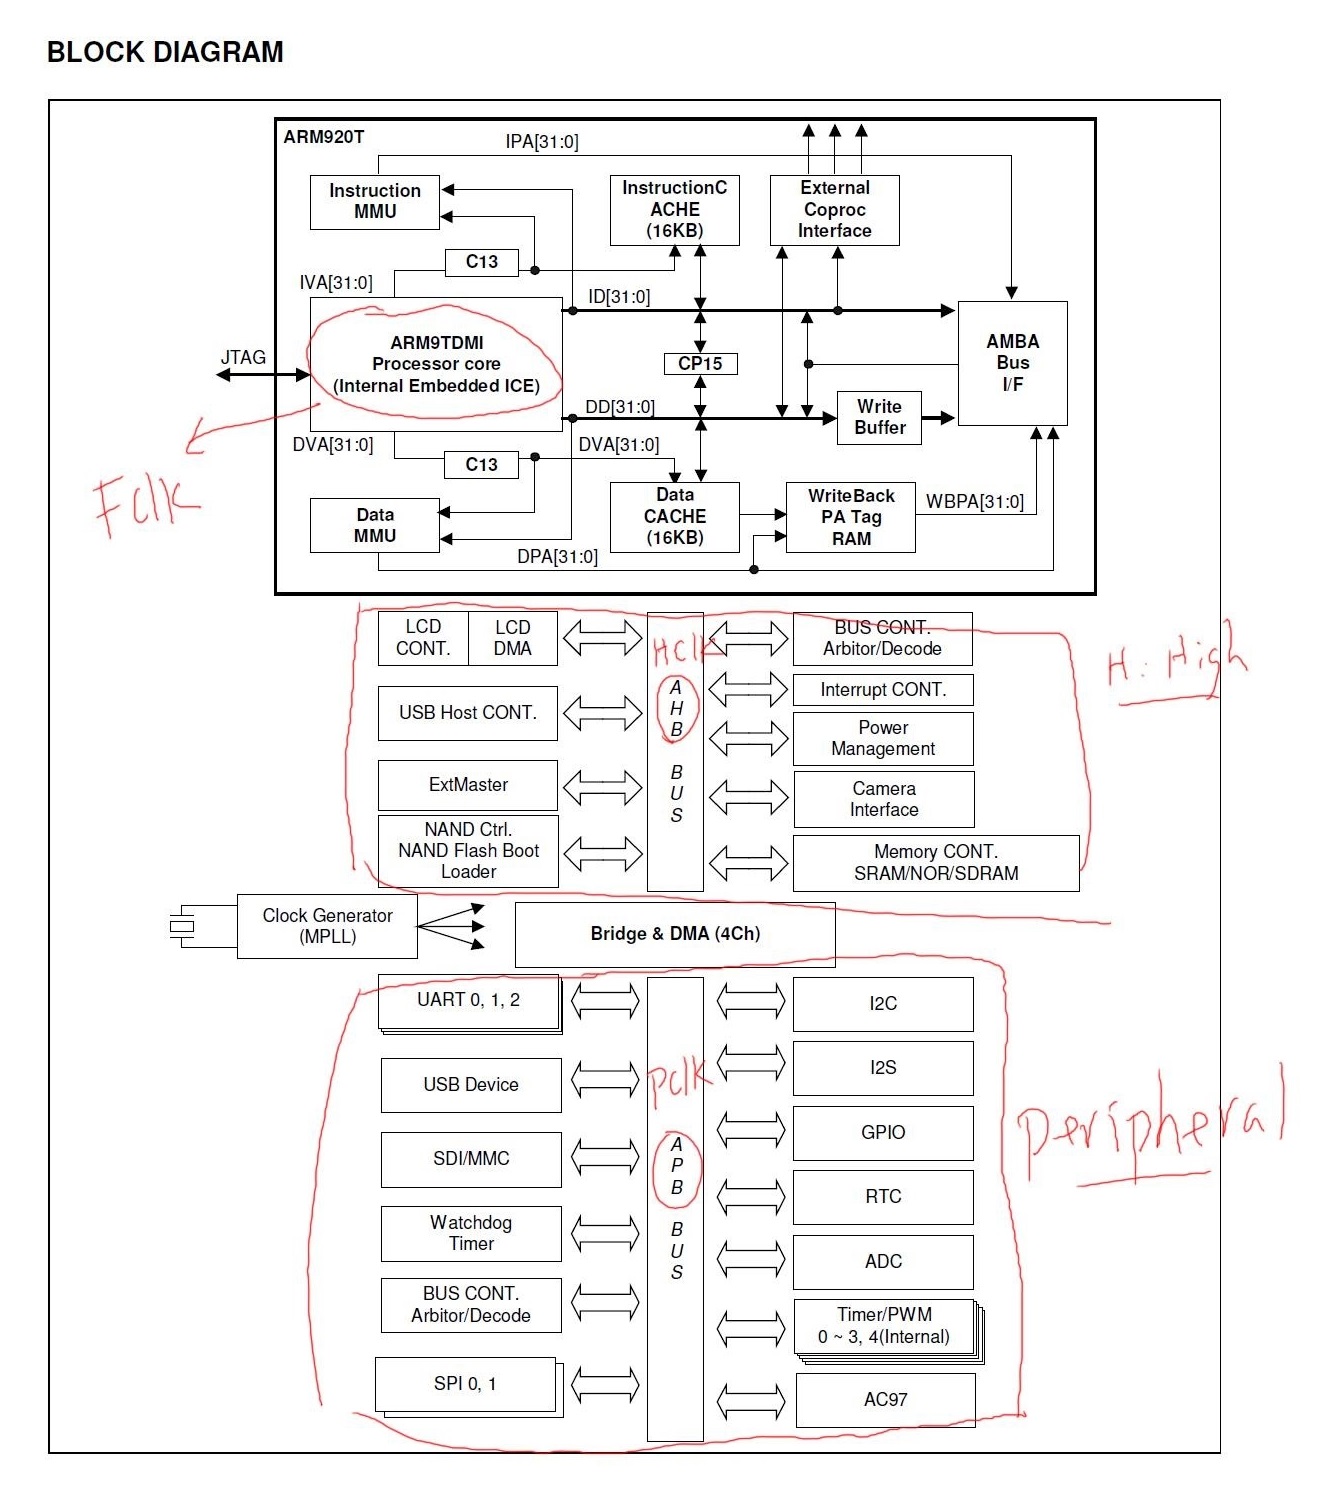 BLOCK DIAGRAM
ARM920T
IPA[31:0]
Instruction
MMU
InstructionC
ACHE
(16KB)
External
Coproc
Interface
C13
IVA[31:0]
ID[31:0]
ARM9TDMI
Processor core
(Internal Embedded ICE)
JTAG
CP15
AMBA
Bus
I/F
DD[31:0]
Write
Buffer
DVA[31:0]
DVA[31:0]
C13
Fclk
Data
MMU
Data
CACHE
(16KB)
WriteBack
PA Tag
RAM
WBPA[31:0]
DPA[31:0]
LCD
CONT.
LCD
DMA
HClk
BUS CONT.
Arbitor/Decode
H: High
USB Host CONT.
AHB
BUS
Interrupt CONT.
Power
Management
ExtMaster
Camera
Interface
NAND Ctrl.
NAND Flash Boot
Loader
Memory CONT.
SRAM/NOR/SDRAM
Clock Generator
(MPLL)
Bridge & DMA (4Ch)
UART 0, 1, 2
I2C
USB Device
Pclk
I2S
Peripheral
SDI/MMC
APB
BUS
GPIO
Watchdog
Timer
RTC
BUS CONT.
Arbitor/Decode
ADC
SPI 0, 1
Timer/PWM
0 ~ 3, 4(Internal)
AC97